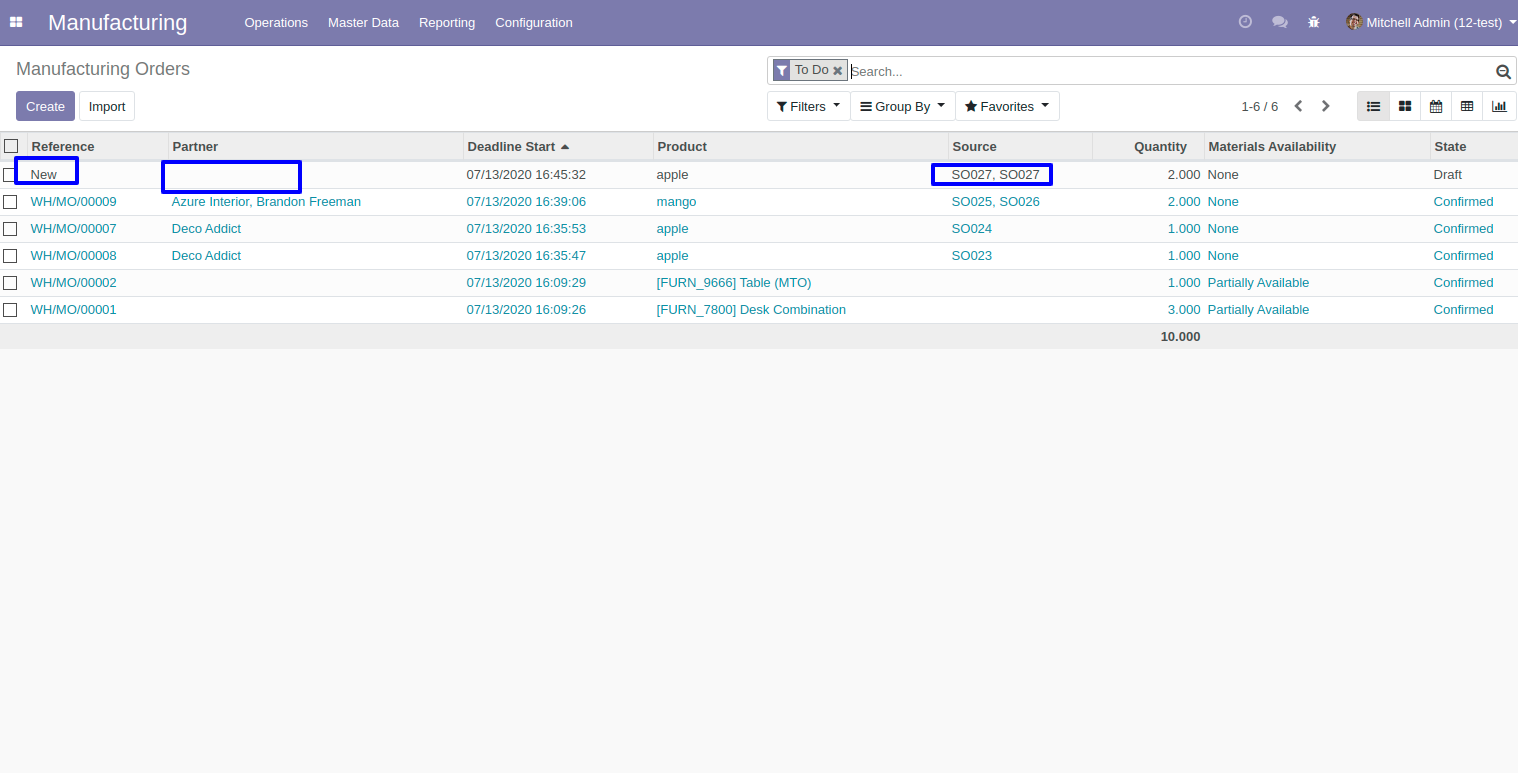 Manufacturing Operations Master Data Reporting Configuration Mitchell Admin (12-test)
Manufacturing Orders To Do Search...
Create Import Filters Group By Favorites 1-6 / 6
Reference Partner Deadline Start Product Source Quantity Materials Availability State
New 07/13/2020 16:45:32 apple SO027, SO027 2.000 None Draft
WH/MO/00009 Azure Interior, Brandon Freeman 07/13/2020 16:39:06 mango SO025, SO026 2.000 None Confirmed
WH/MO/00007 Deco Addict 07/13/2020 16:35:53 apple SO024 1.000 None Confirmed
WH/MO/00008 Deco Addict 07/13/2020 16:35:47 apple SO023 1.000 None Confirmed
WH/MO/00002 07/13/2020 16:09:29 [FURN_9666] Table (MTO) 1.000 Partially Available Confirmed
WH/MO/00001 07/13/2020 16:09:26 [FURN_7800] Desk Combination 3.000 Partially Available Confirmed
10.000